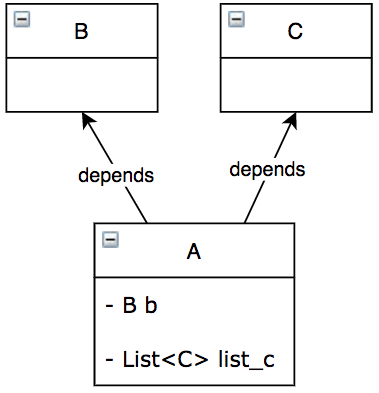 B
C
depends
depends
A
- B b
- List<C> list_c